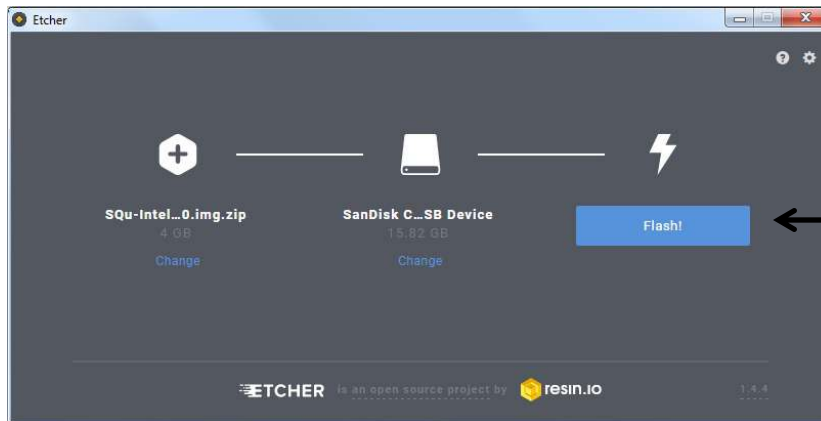 Etcher
SQu-Intel...0.img.zip
4 GB
Change
SanDisk C...SB Device
15.82 GB
Change
Flash!
ETCHER is an open source project by resin.io
1.4.4